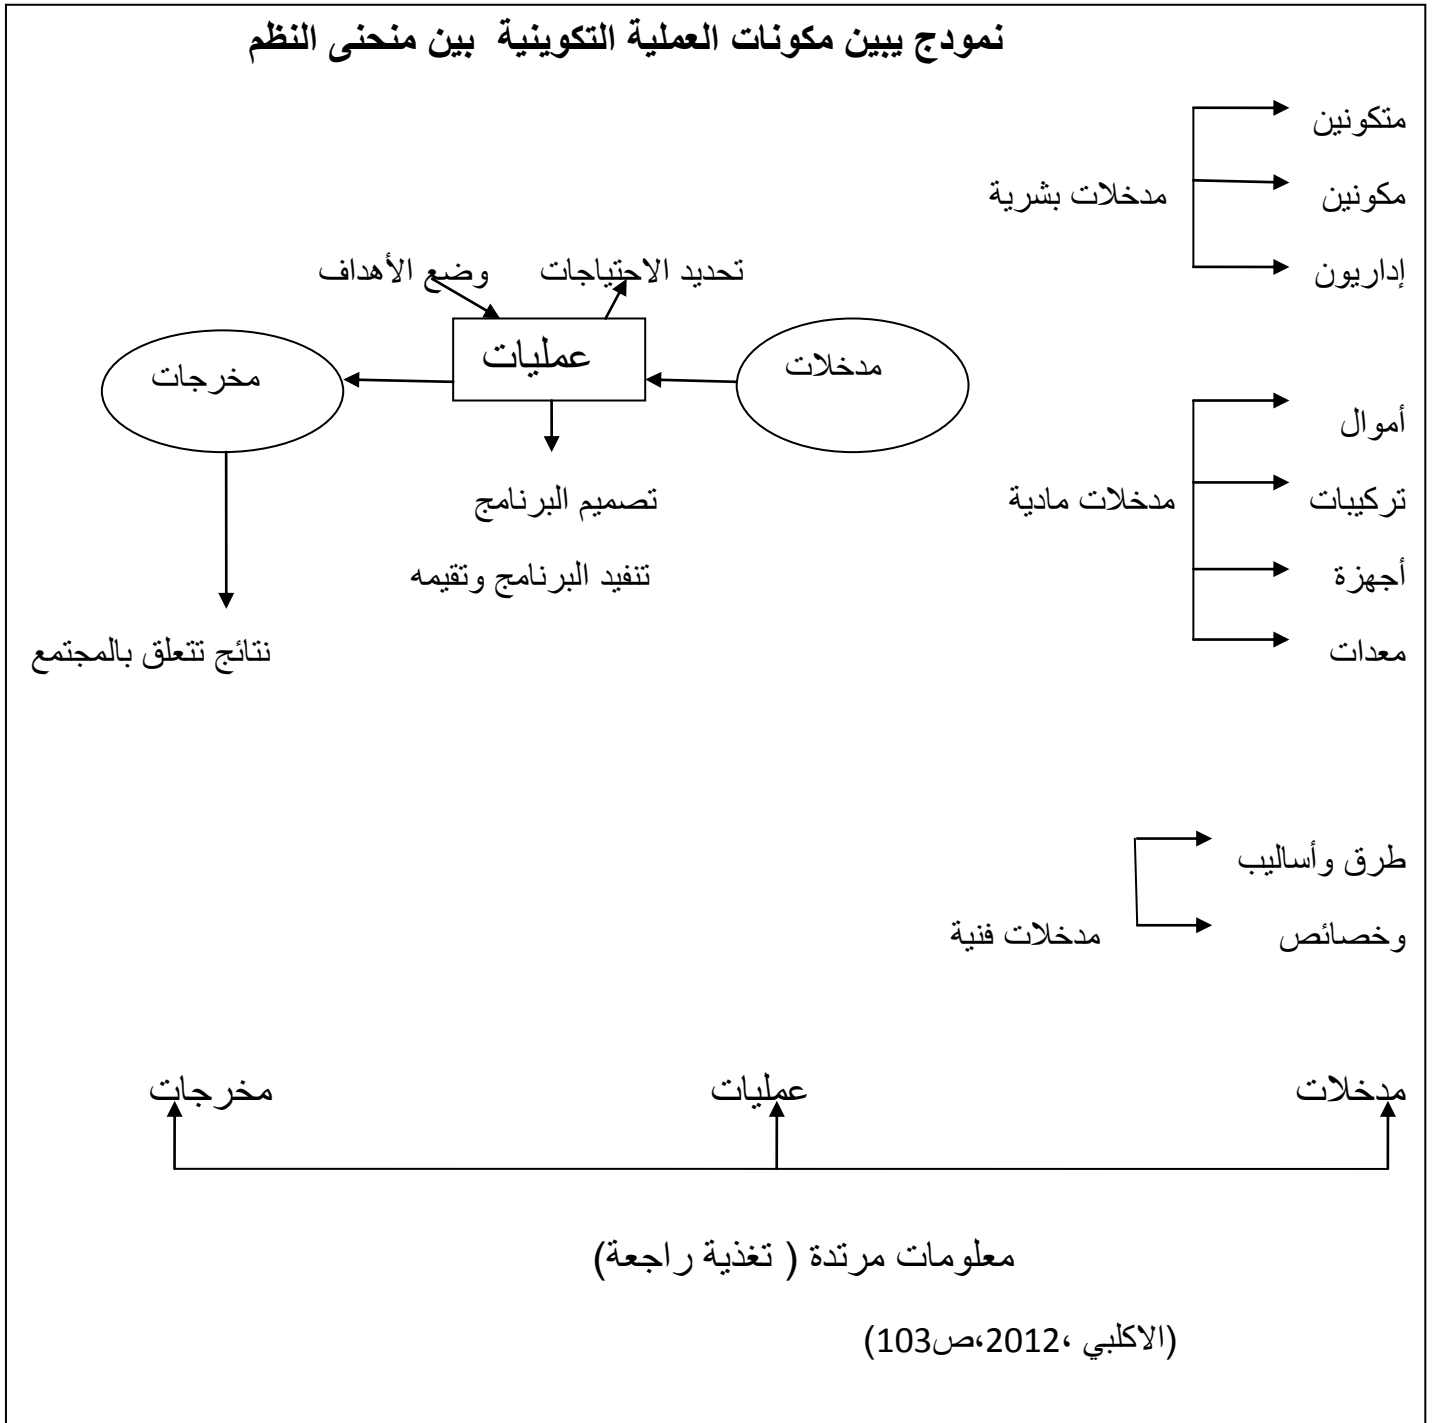 نمودج يبين مكونات العملية التكوينية بين منحنى النظم
متكونين
مدخلات بشرية
مكونين
إداريون
تحديد الاحتياجات
وضع الأهداف
مدخلات
عمليات
مخرجات
أموال
مدخلات مادية
تركيبات
أجهزة
معدات
تصميم البرنامج
تنفيد البرنامج وتقيمه
نتائج تتعلق بالمجتمع
طرق وأساليب
مدخلات فنية
وخصائص
مدخلات
عمليات
مخرجات
معلومات مرتدة ( تغذية راجعة)
(الاكلبي ،2012،ص103)